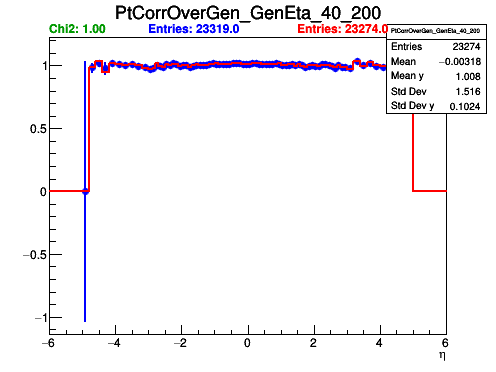 PtCorrOverGen_GenEta_40_200
Chi2: 1.00 Entries: 23319.0 Entries: 23274.0
PtCorrOverGen_GenEta_40_200
Entries 23274
Mean −0.00318
Mean y 1.008
Std Dev 1.516
Std Dev y 0.1024
1
0.5
0
−0.5
−1
−6 −4 −2 0 2 4 6
η